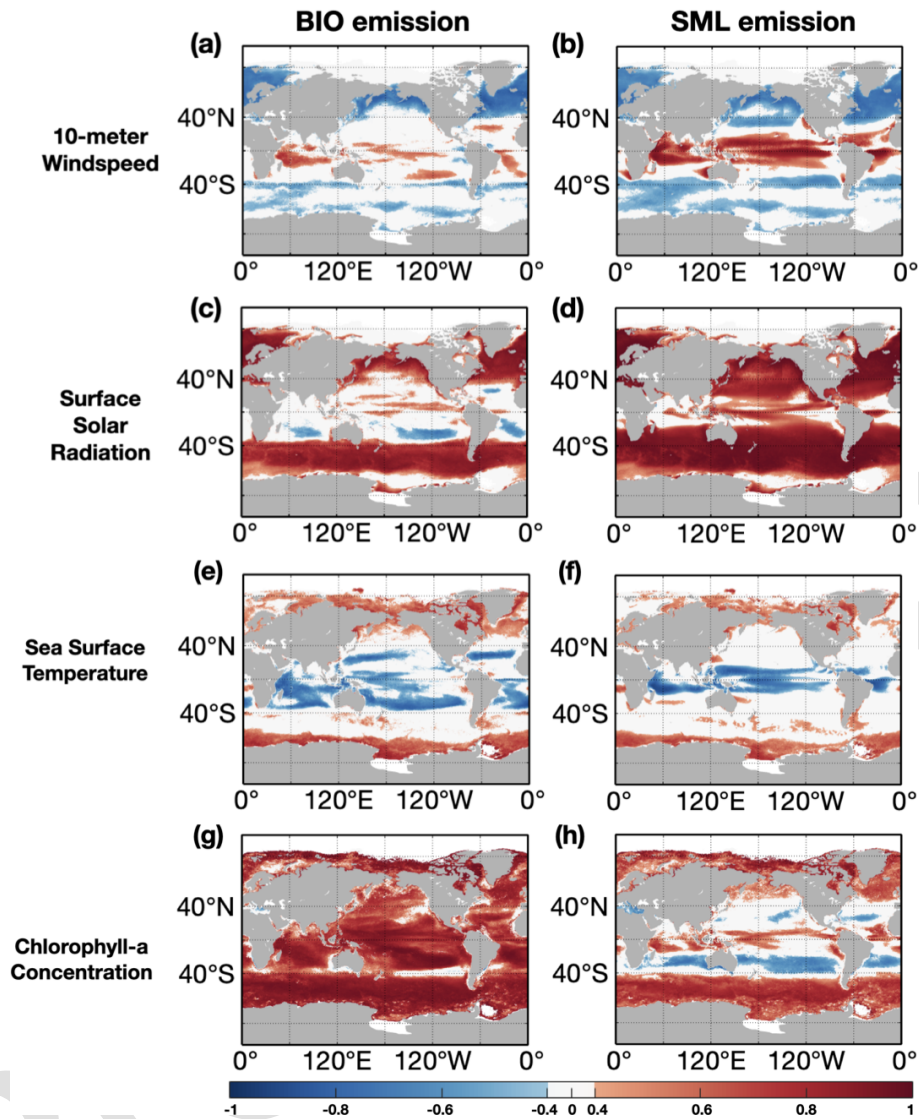 BIO emission SML emission
(a) (b)
10-meter
Windspeed
40°N 40°N
40°S 40°S
0° 120°E 120°W 0° 0° 120°E 120°W 0°
(c) (d)
Surface
Solar
Radiation
40°N 40°N
40°S 40°S
0° 120°E 120°W 0° 0° 120°E 120°W 0°
(e) (f)
Sea Surface
Temperature
40°N 40°N
40°S 40°S
0° 120°E 120°W 0° 0° 120°E 120°W 0°
(g) (h)
Chlorophyll-a
Concentration
40°N 40°N
40°S 40°S
0° 120°E 120°W 0° 0° 120°E 120°W 0°
-1 -0.8 -0.6 -0.4 0 0.4 0.6 0.8 1